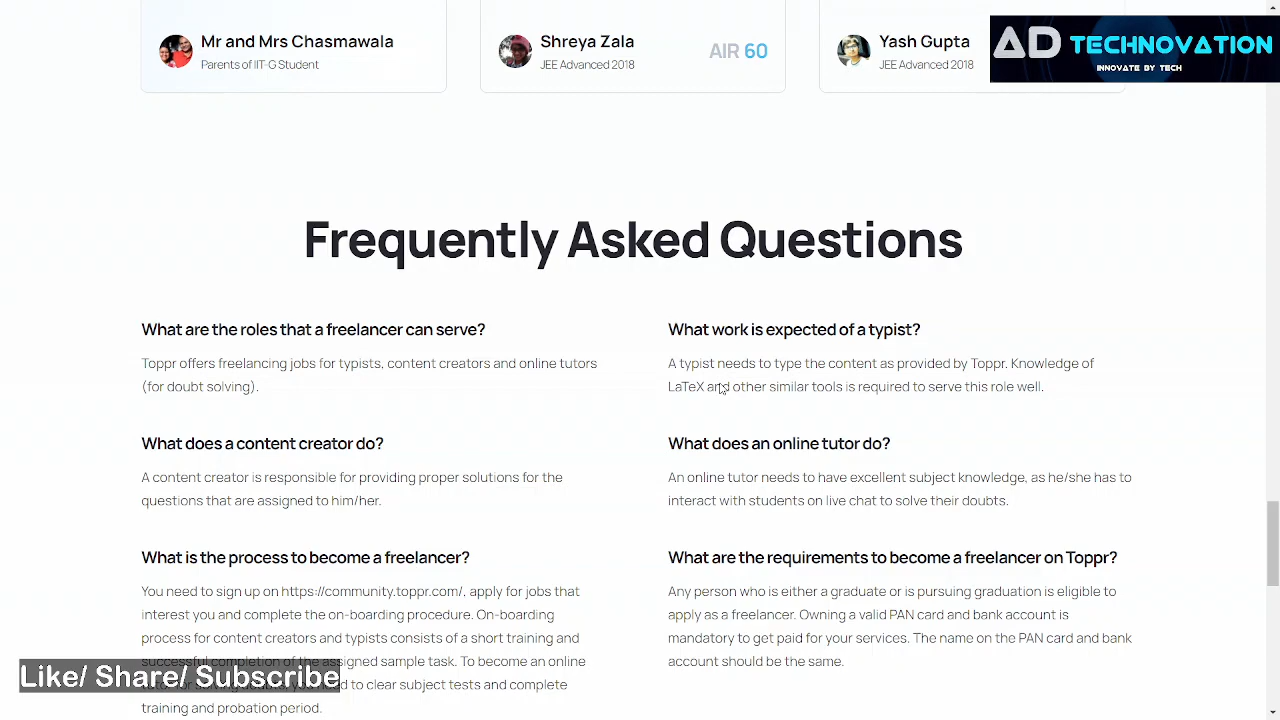 Mr and Mrs Chasmawala
Parents of IIT-G Student
Shreya Zala
JEE Advanced 2018
AIR 60
Yash Gupta
JEE Advanced 2018
AD TECHNOVATION
INNOVATE BY TECH
Frequently Asked Questions
What are the roles that a freelancer can serve?
Toppr offers freelancing jobs for typists, content creators and online tutors
(for doubt solving).
What work is expected of a typist?
A typist needs to type the content as provided by Toppr. Knowledge of
LaTeX and other similar tools is required to serve this role well.
What does a content creator do?
A content creator is responsible for providing proper solutions for the
questions that are assigned to him/her.
What does an online tutor do?
An online tutor needs to have excellent subject knowledge, as he/she has to
interact with students on live chat to solve their doubts.
What is the process to become a freelancer?
You need to sign up on https://community.toppr.com/, apply for jobs that
interest you and complete the on-boarding procedure. On-boarding
process for content creators and typists consists of a short training and
successful completion of the assigned sample task. To become an online
need to clear subject tests and complete
training and probation period.
What are the requirements to become a freelancer on Toppr?
Any person who is either a graduate or is pursuing graduation is eligible to
apply as a freelancer. Owning a valid PAN card and bank account is
mandatory to get paid for your services. The name on the PAN card and bank
account should be the same.
Like/ Share/ Subscribe